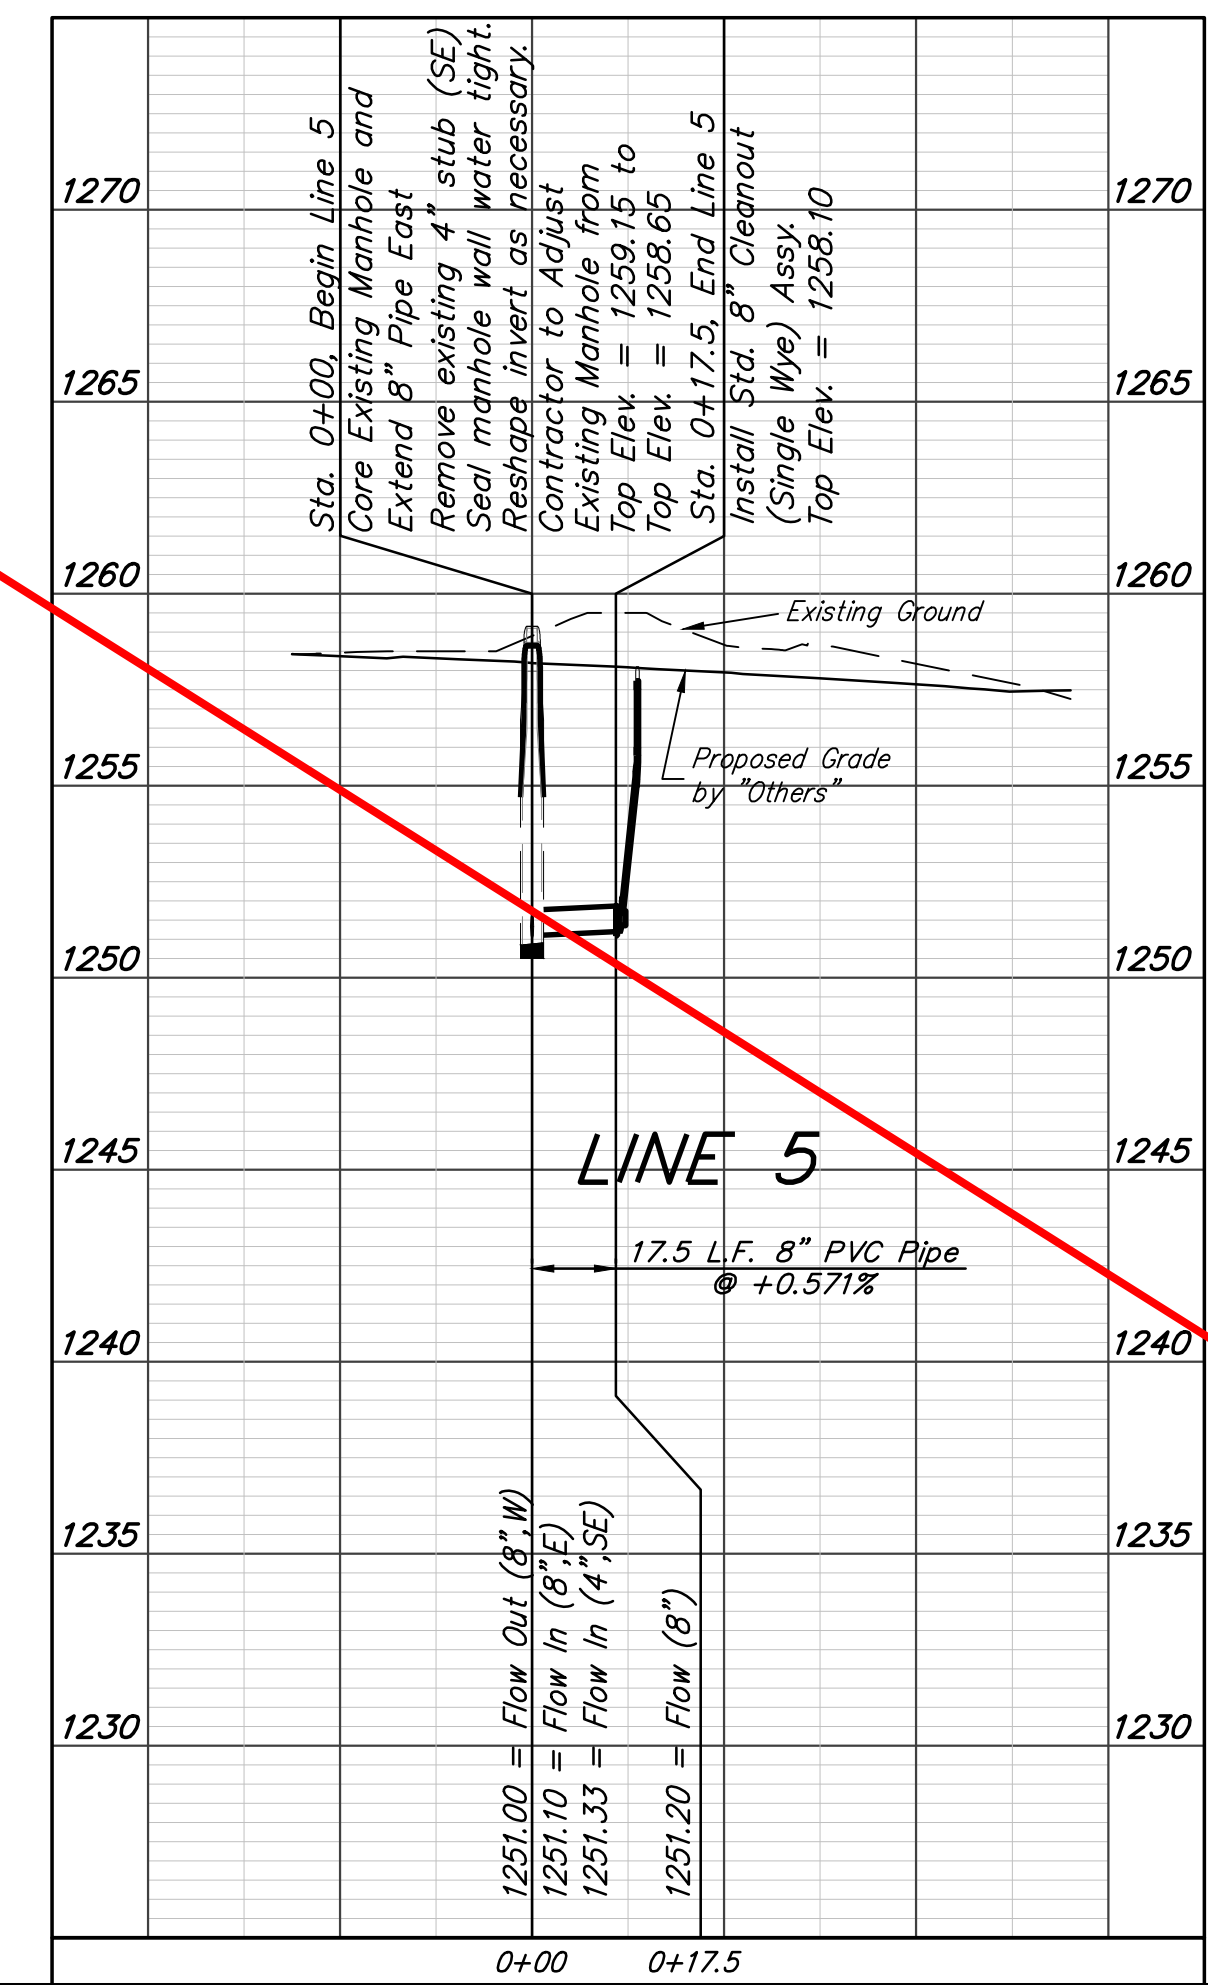 Sta. 0+00, Begin Line 5
Core Existing Manhole and
Extend 8" Pipe East
Remove existing 4" stub (SE)
Seal manhole wall water tight.
Reshape invert as necessary.
Contractor to Adjust
Existing Manhole from
Top Elev. = 1259.15 to
Top Elev. = 1258.65
Sta. 0+17.5, End Line 5
Install Std. 8" Cleanout
(Single Wye) Assy.
Top Elev. = 1258.10
1270 1270
1265 1265
1260 1260
Existing Ground
1255 1255
Proposed Grade
by "Others"
1250 1250
1245 1245
LINE 5
17.5 L.F. 8" PVC Pipe
@ +0.571%
1240 1240
1235 1235
1230 1230
1251.00 = Flow Out (8",W)
1251.10 = Flow In (8",E)
1251.33 = Flow In (4",SE)
1251.20 = Flow (8")
0+00 0+17.5